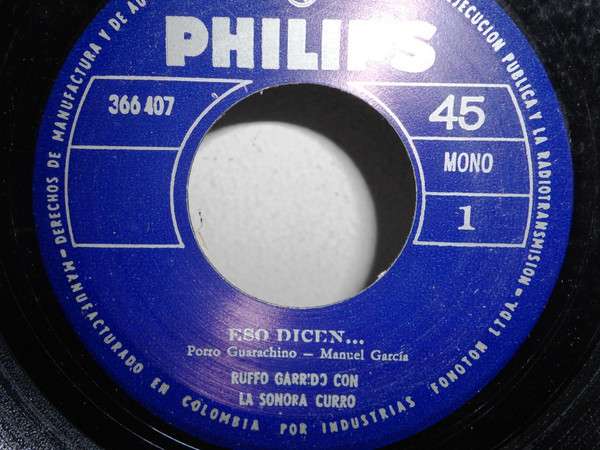 PHILIPS
366 407
45
MONO
1
ESO DICEN...
Porro Guarachino — Manuel García
RUFFO GARRIDO CON
LA SONORA CURRO
DERECHOS DE MANUFACTURA Y DE
EJECUCION PUBLICA Y LA RADIOTRANSMISION
MANUFACTURADO EN COLOMBIA POR INDUSTRIAS FONOTON LTDA.